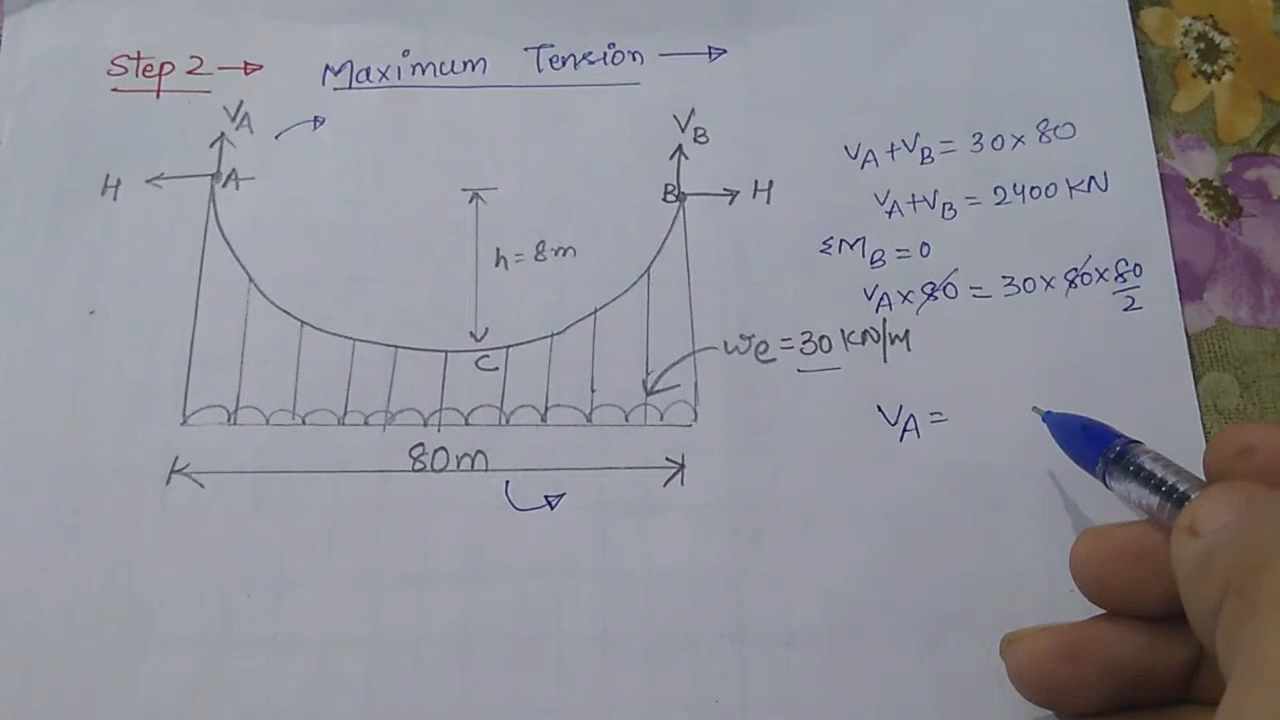 Step 2 → Maximum Tension →
VA
VB
H
A
B
H
h = 8m
C
we = 30 KN/m
80m
VA + VB = 30 × 80
VA + VB = 2400 KN
ΣMB = 0
VA × 80 = 30 × 80 × 80/2
VA =